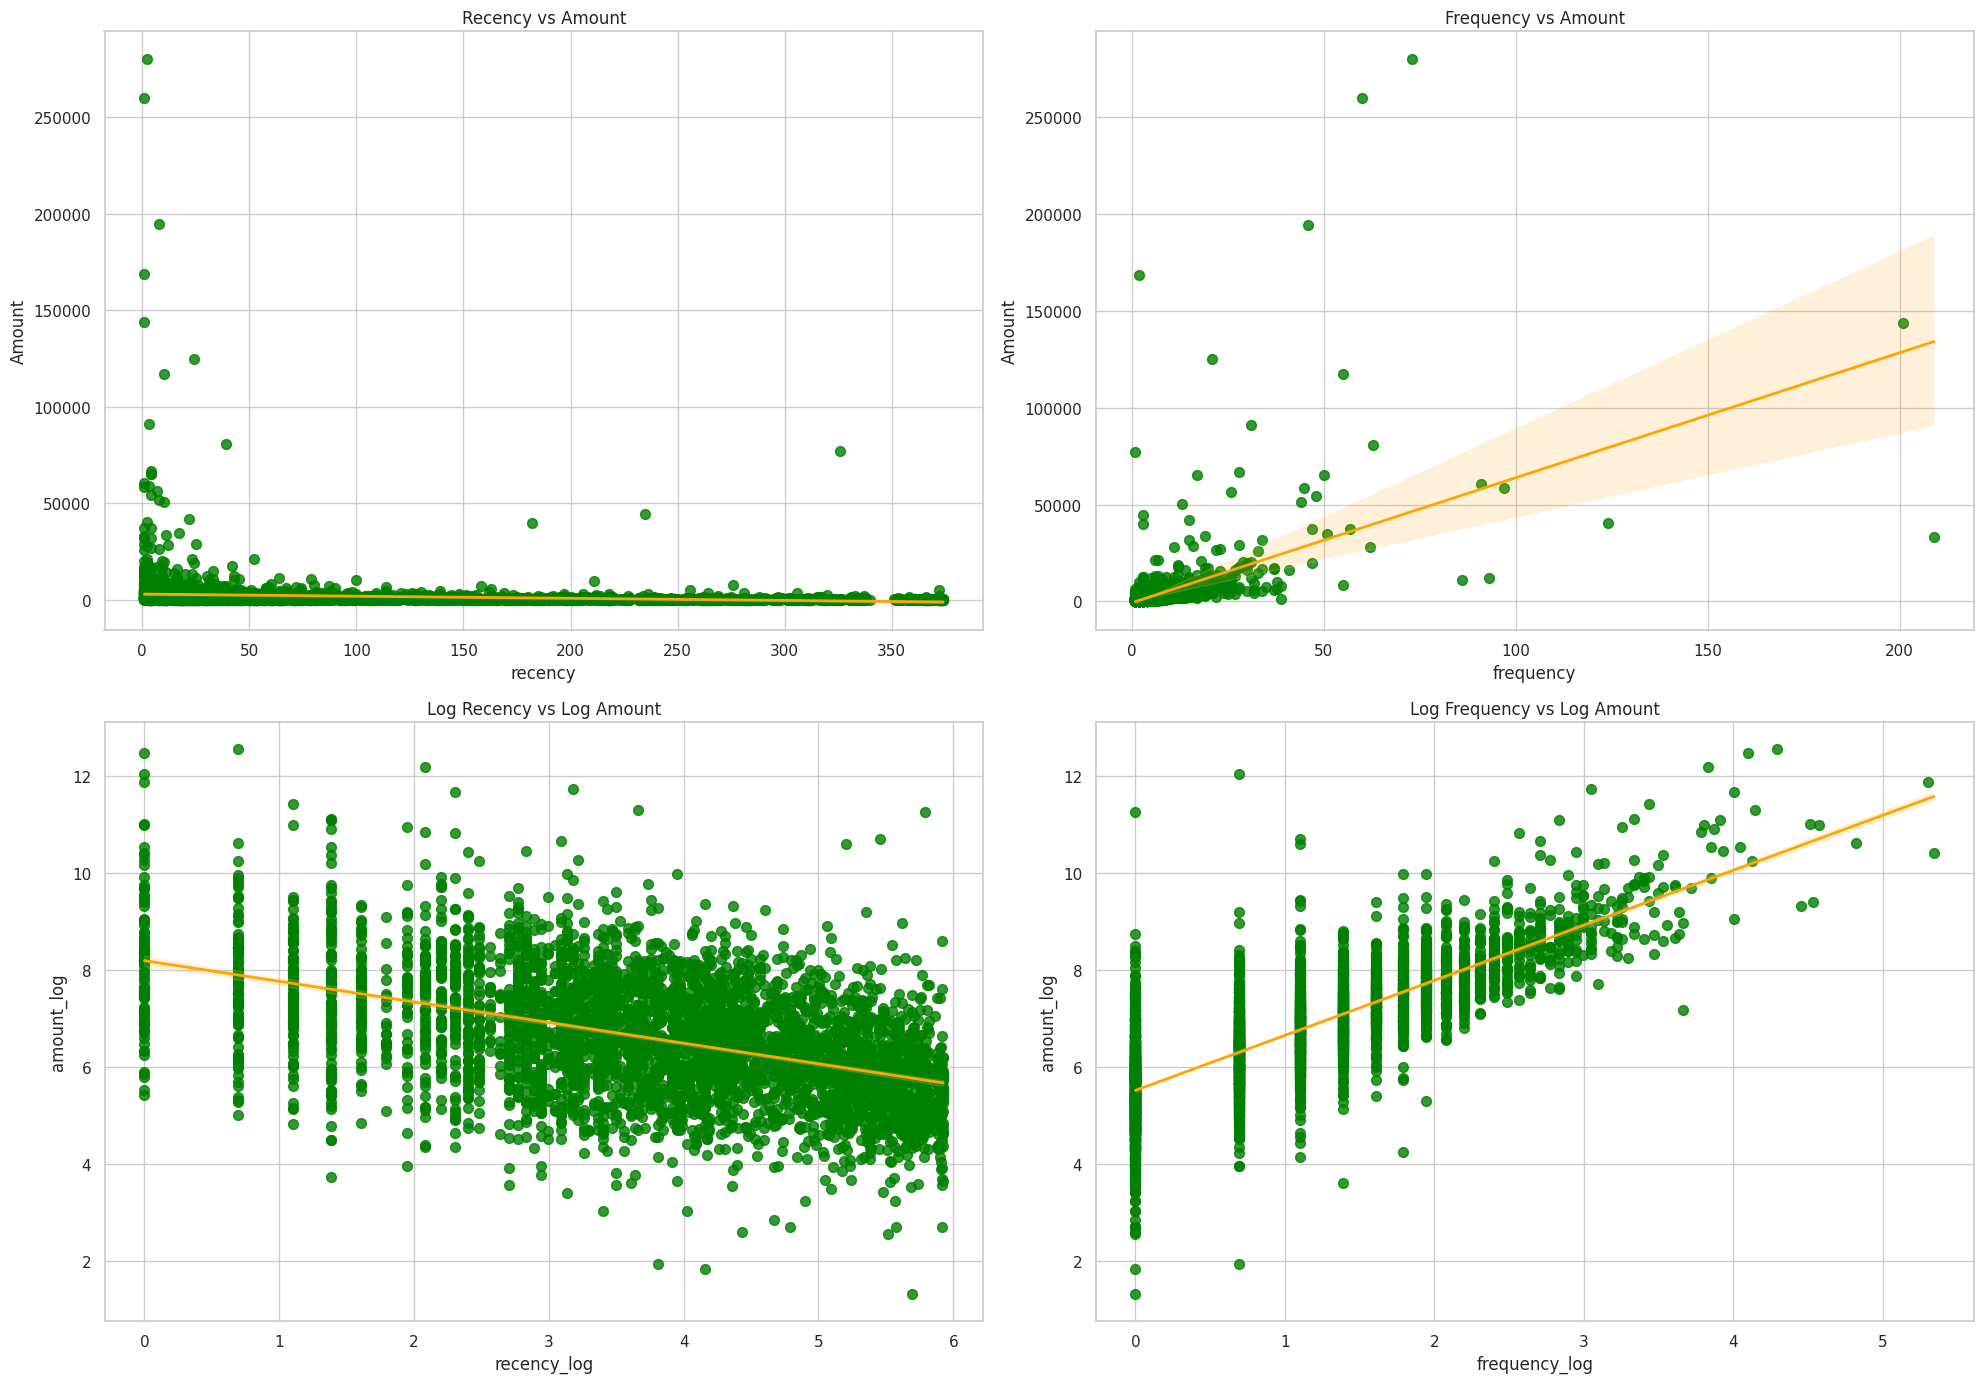 Recency vs Amount
Amount
250000
200000
150000
100000
50000
0
0 50 100 150 200 250 300 350
recency
Frequency vs Amount
Amount
250000
200000
150000
100000
50000
0
0 50 100 150 200
frequency
Log Recency vs Log Amount
amount_log
12
10
8
6
4
2
0 1 2 3 4 5 6
recency_log
Log Frequency vs Log Amount
amount_log
12
10
8
6
4
2
0 1 2 3 4 5
frequency_log